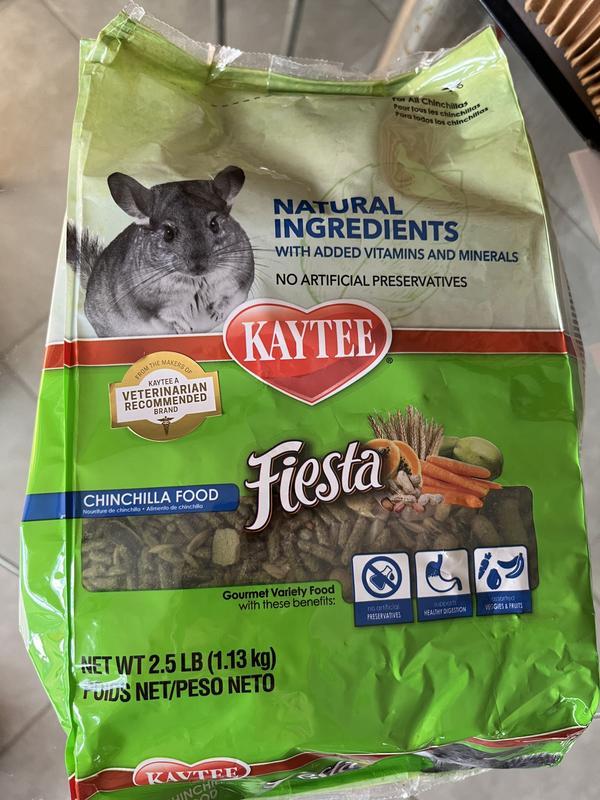 For All Chinchillas
Pour tous les chinchillas
Para todos los chinchillas
NATURAL
INGREDIENTS
WITH ADDED VITAMINS AND MINERALS
NO ARTIFICIAL PRESERVATIVES
KAYTEE®
FROM THE MAKERS OF
KAYTEE A
VETERINARIAN
RECOMMENDED
BRAND
Fiesta
CHINCHILLA FOOD
Nourriture de chinchilla • Alimento de chinchilla
Gourmet Variety Food
with these benefits:
no artificial
PRESERVATIVES
supports
HEALTHY DIGESTION
assorted
VEGGIES & FRUITS
NET WT 2.5 LB (1.13 kg)
POIDS NET/PESO NETO
KAYTEE